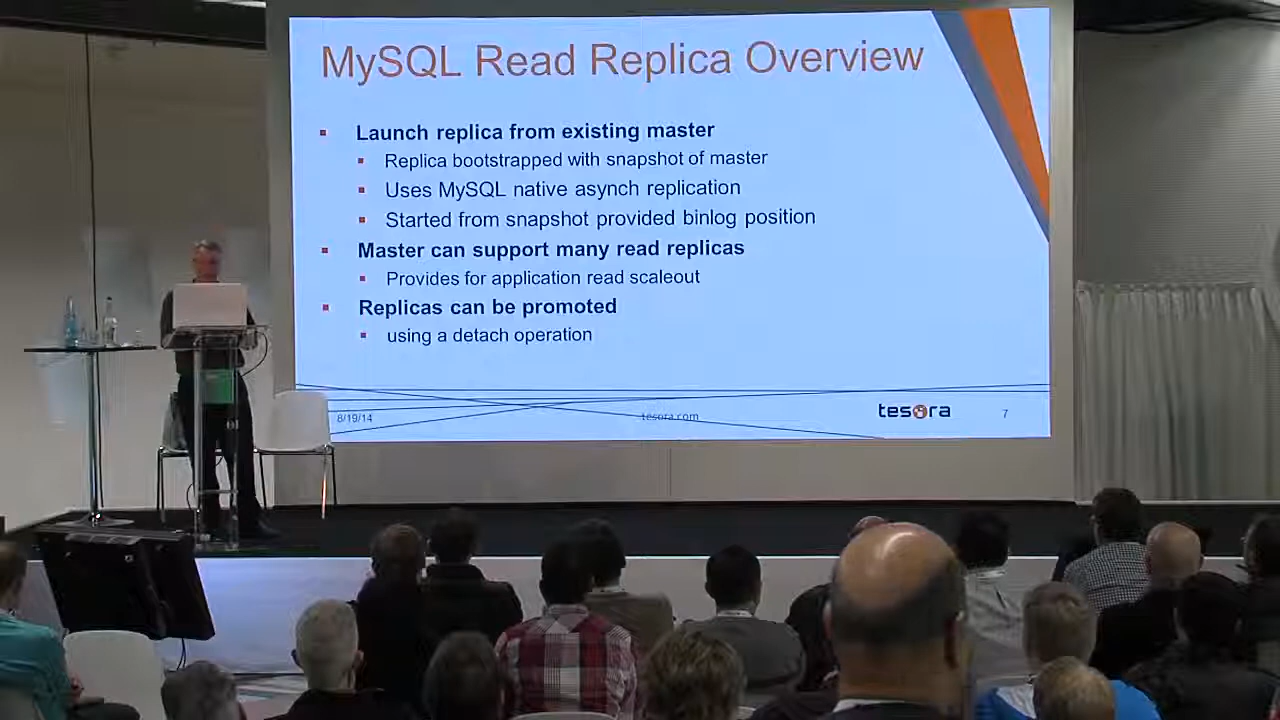 MySQL Read Replica Overview
Launch replica from existing master
Replica bootstrapped with snapshot of master
Uses MySQL native asynch replication
Started from snapshot provided binlog position
Master can support many read replicas
Provides for application read scaleout
Replicas can be promoted
using a detach operation
8/19/14
tesora.com
tesora
7